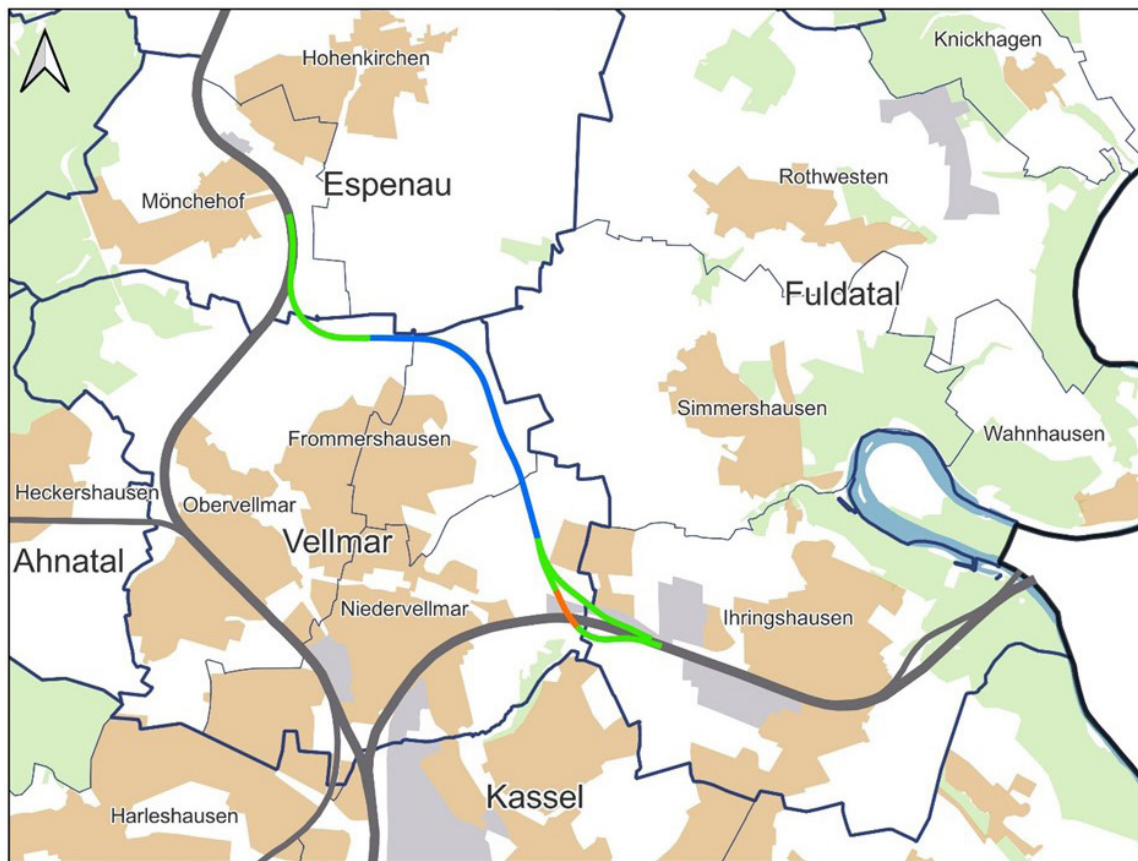 Knickhagen
Hohenkirchen
Rothwesten
Espenau
Mönchehof
Fuldatal
Simmershausen
Wahnhausen
Frommershausen
Heckershausen
Obervellmar
Vellmar
Ahnatal
Niedervellmar
Ihringshausen
Kassel
Harleshausen